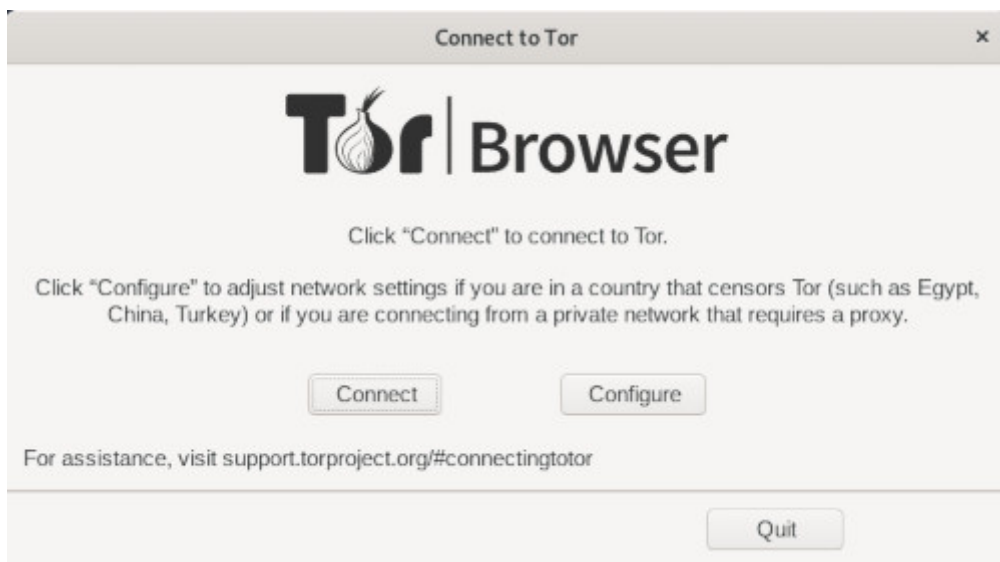 Connect to Tor ×
Tor | Browser
Click “Connect" to connect to Tor.
Click “Configure” to adjust network settings if you are in a country that censors Tor (such as Egypt,
China, Turkey) or if you are connecting from a private network that requires a proxy.
Connect Configure
For assistance, visit support.torproject.org/#connectingtotor
Quit